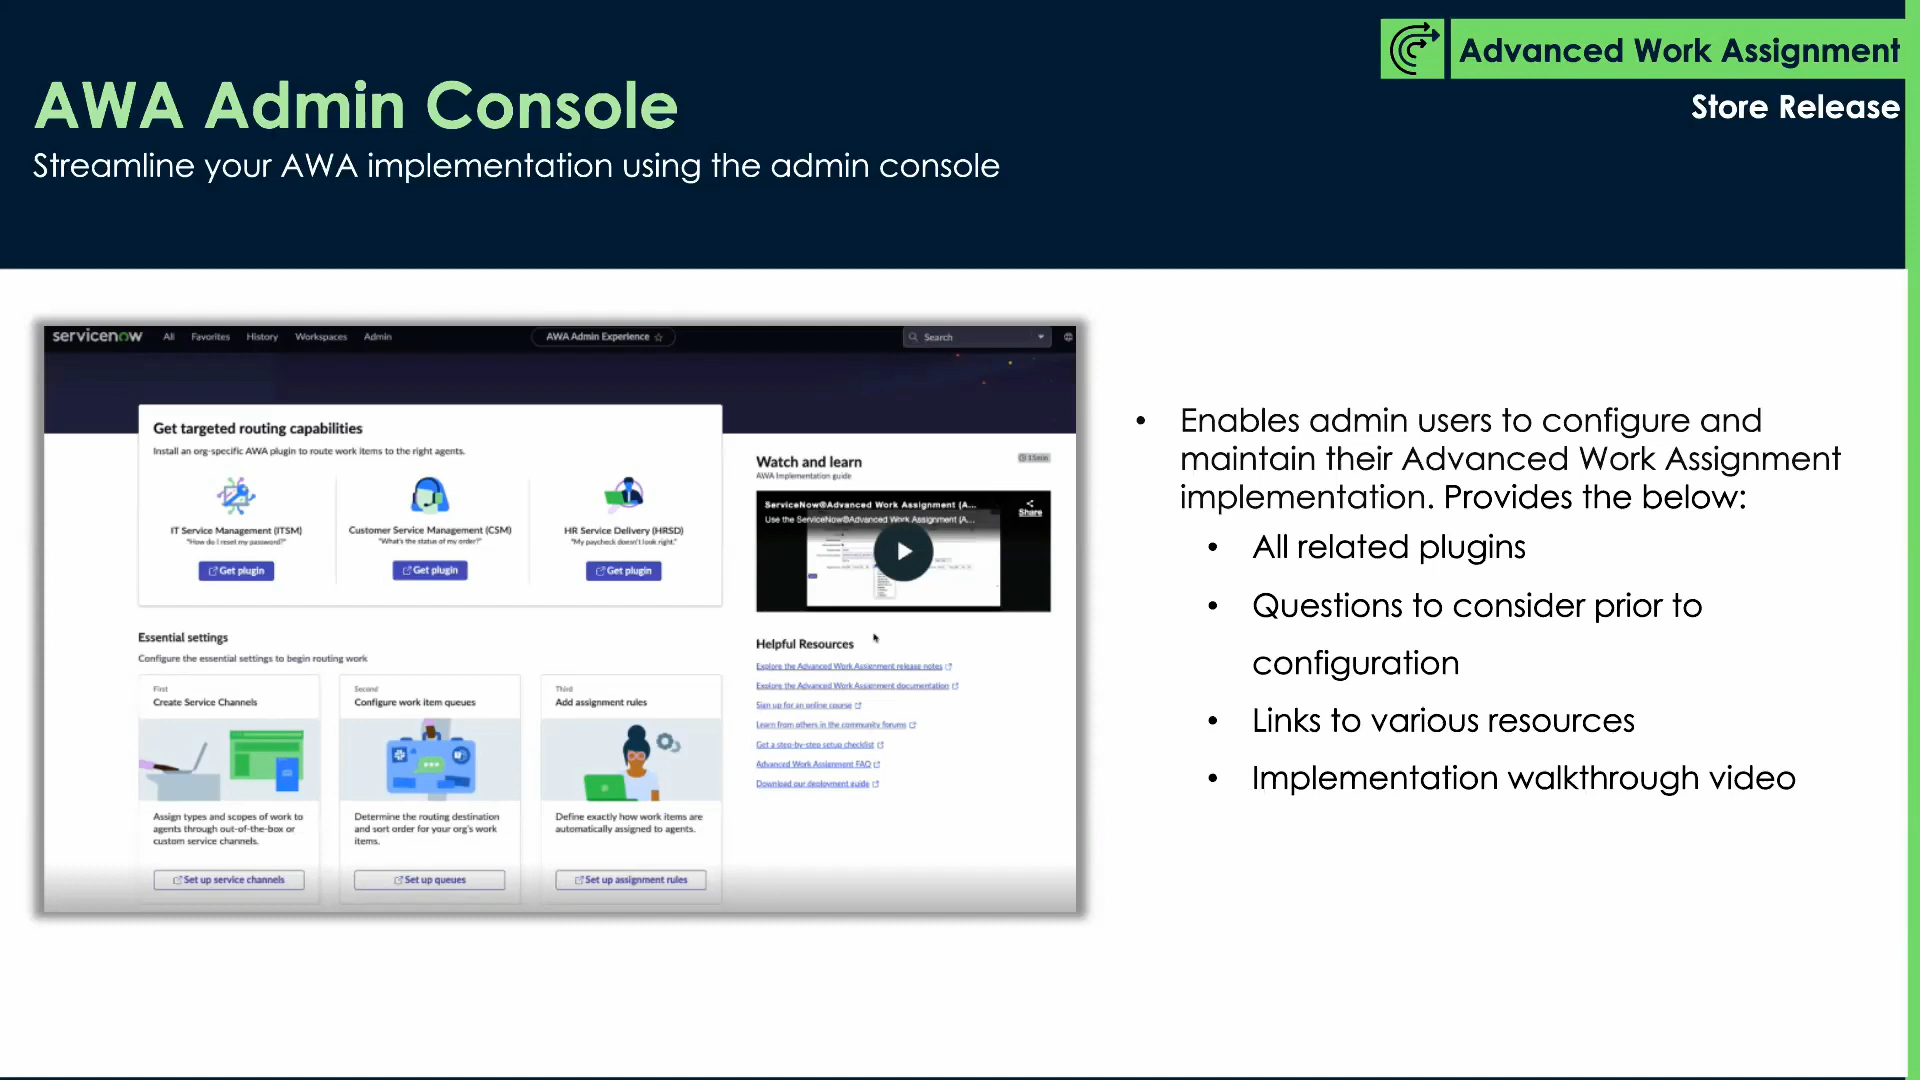 Advanced Work Assignment
Store Release
AWA Admin Console
Streamline your AWA implementation using the admin console
servicenow
All
Favorites
History
Workspaces
Admin
AWA Admin Experience
Search
Get targeted routing capabilities
Install an org-specific AWA plugin to route work items to the right agents.
IT Service Management (ITSM)
"How do I reset my password?"
Get plugin
Customer Service Management (CSM)
"What's the status of my order?"
Get plugin
HR Service Delivery (HRSD)
"My paycheck doesn't look right."
Get plugin
Essential settings
Configure the essential settings to begin routing work
First
Create Service Channels
Assign types and scopes of work to
agents through out-of-the-box or
custom service channels.
Set up service channels
Second
Configure work item queues
Determine the routing destination
and sort order for your org's work
items.
Set up queues
Third
Add assignment rules
Define exactly how work items are
automatically assigned to agents.
Set up assignment rules
Watch and learn
15min
AWA Implementation guide
ServiceNow®Advanced Work Assignment (A...
Use the ServiceNow®Advanced Work Assignment (A...
Share
Helpful Resources
Explore the Advanced Work Assignment release notes
Explore the Advanced Work Assignment documentation
Sign up for an online course
Learn from others in the community forums
Get a step-by-step setup checklist
Advanced Work Assignment FAQ
Download our deployment guide
• Enables admin users to configure and
maintain their Advanced Work Assignment
implementation. Provides the below:
• All related plugins
• Questions to consider prior to
configuration
• Links to various resources
• Implementation walkthrough video